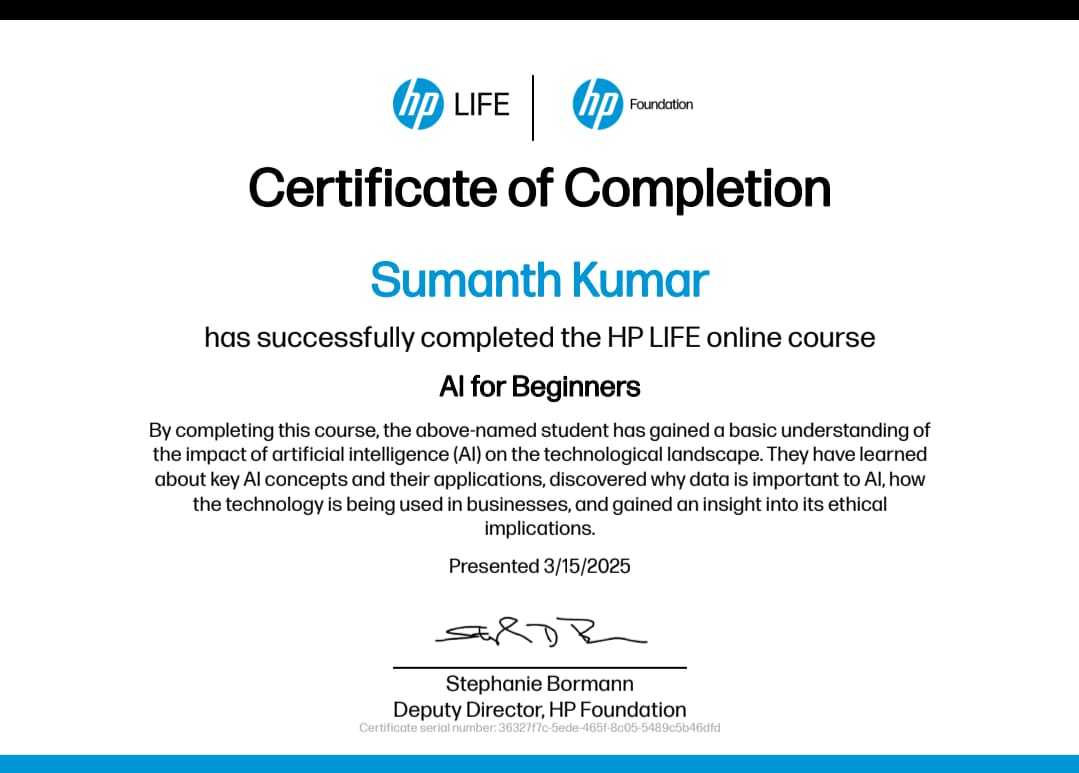 hp LIFE hp Foundation
Certificate of Completion
Sumanth Kumar
has successfully completed the HP LIFE online course
AI for Beginners
By completing this course, the above-named student has gained a basic understanding of
the impact of artificial intelligence (AI) on the technological landscape. They have learned
about key AI concepts and their applications, discovered why data is important to AI, how
the technology is being used in businesses, and gained an insight into its ethical
implications.
Presented 3/15/2025
Stephanie Bormann
Deputy Director, HP Foundation
Certificate serial number: 36327f7c-5ede-465f-8c05-5489c5b46dfd